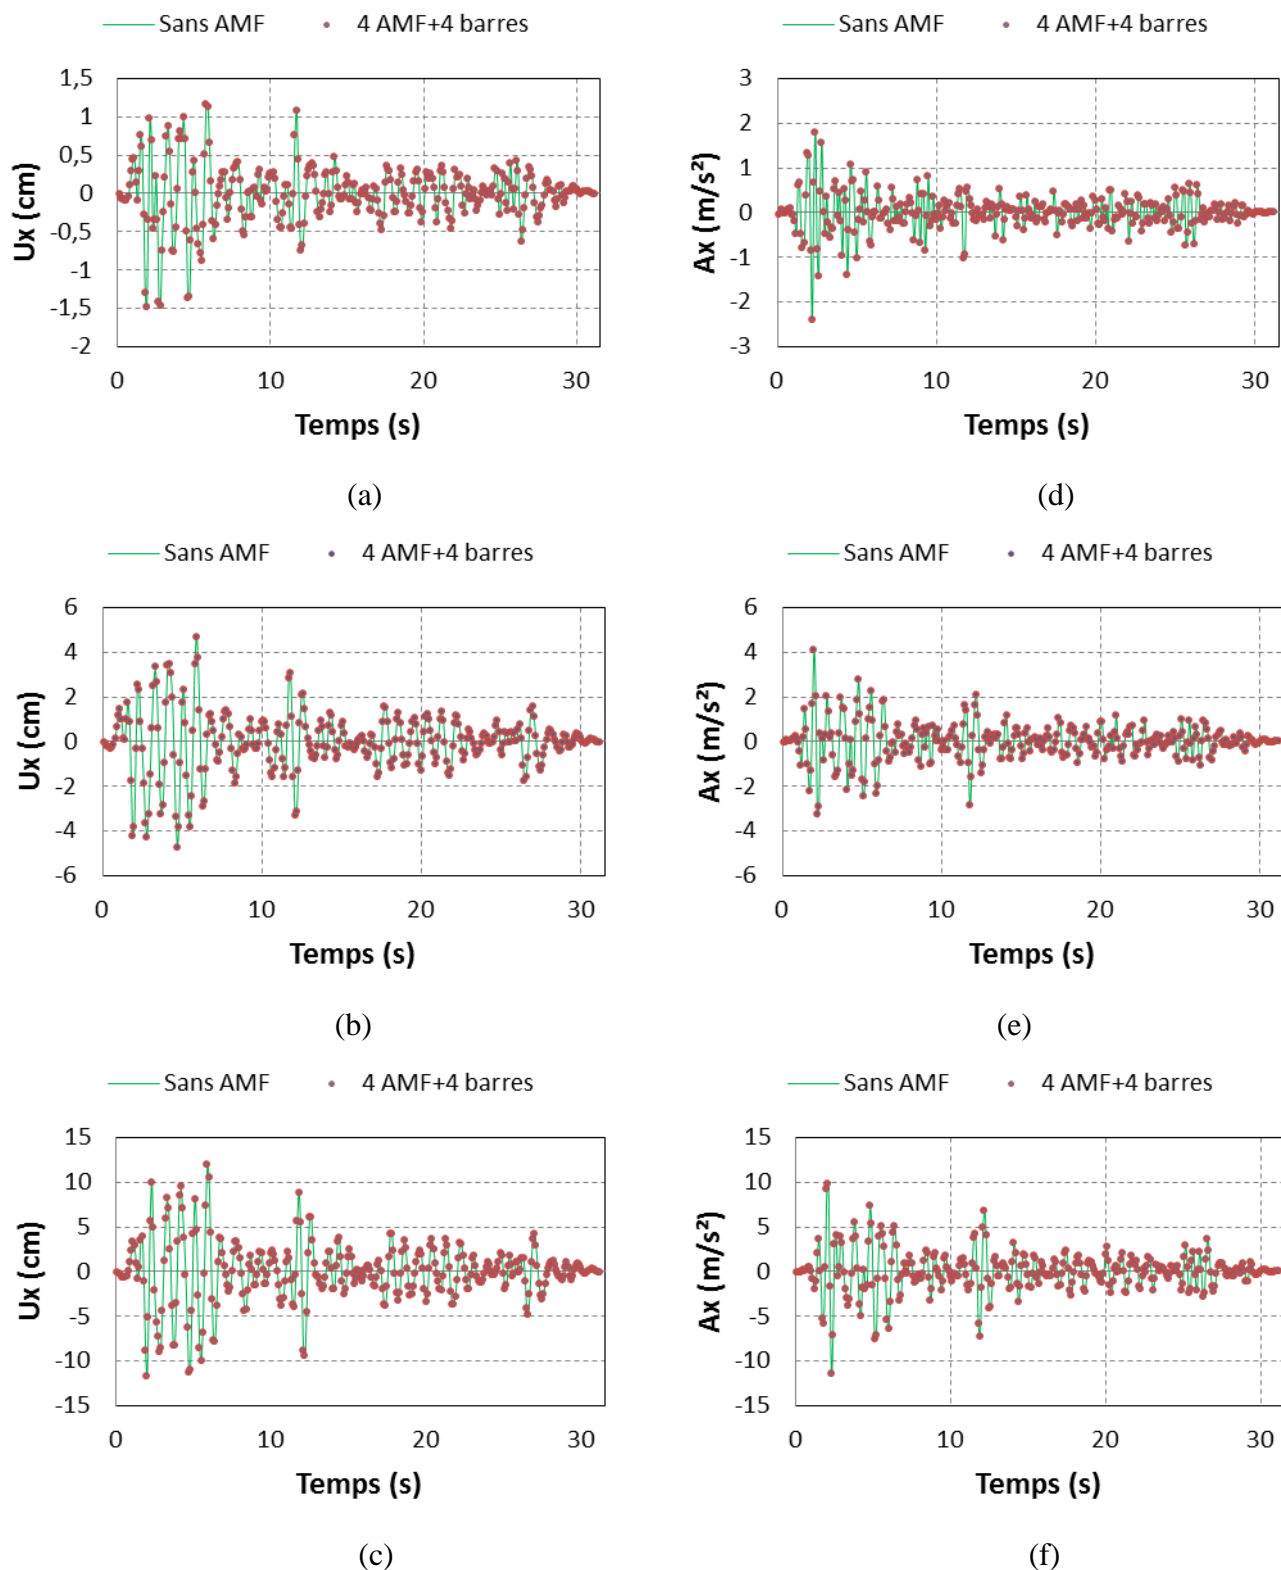 Sans AMF 4 AMF+4 barres
1,5
1
0,5
0
-0,5
-1
-1,5
-2
Ux (cm)
0 10 20 30
Temps (s)
(a)
Sans AMF 4 AMF+4 barres
3
2
1
0
-1
-2
-3
Ax (m/s²)
0 10 20 30
Temps (s)
(d)
Sans AMF 4 AMF+4 barres
6
4
2
0
-2
-4
-6
Ux (cm)
0 10 20 30
Temps (s)
(b)
Sans AMF 4 AMF+4 barres
6
4
2
0
-2
-4
-6
Ax (m/s²)
0 10 20 30
Temps (s)
(e)
Sans AMF 4 AMF+4 barres
15
10
5
0
-5
-10
-15
Ux (cm)
0 10 20 30
Temps (s)
(c)
Sans AMF 4 AMF+4 barres
15
10
5
0
-5
-10
-15
Ax (m/s²)
0 10 20 30
Temps (s)
(f)